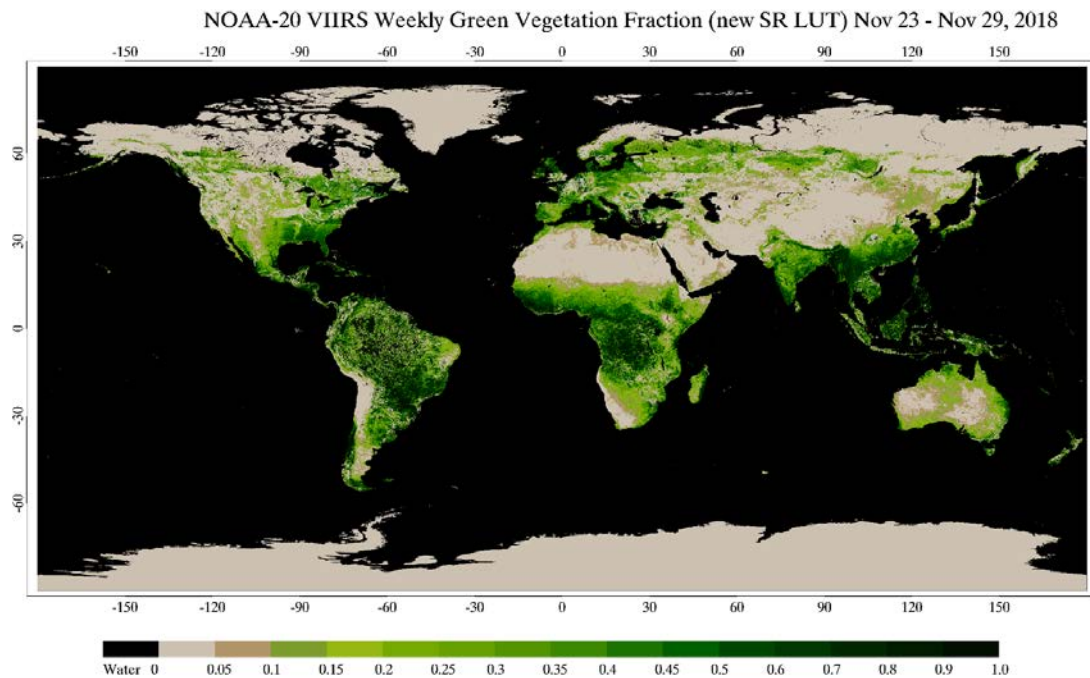 NOAA-20 VIIRS Weekly Green Vegetation Fraction (new SR LUT) Nov 23 - Nov 29, 2018
-150 -120 -90 -60 -30 0 30 60 90 120 150
60
30
0
-30
-60
-150 -120 -90 -60 -30 0 30 60 90 120 150
Water 0 0.05 0.1 0.15 0.2 0.25 0.3 0.35 0.4 0.45 0.5 0.6 0.7 0.8 0.9 1.0